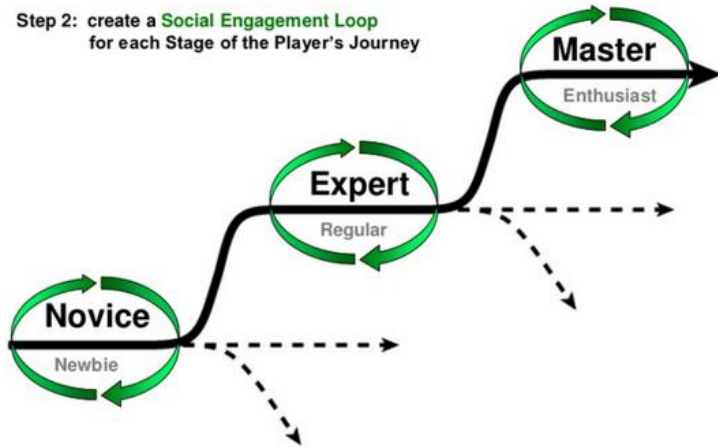 Step 2: create a Social Engagement Loop
for each Stage of the Player's Journey
Master
Enthusiast
Expert
Regular
Novice
Newbie